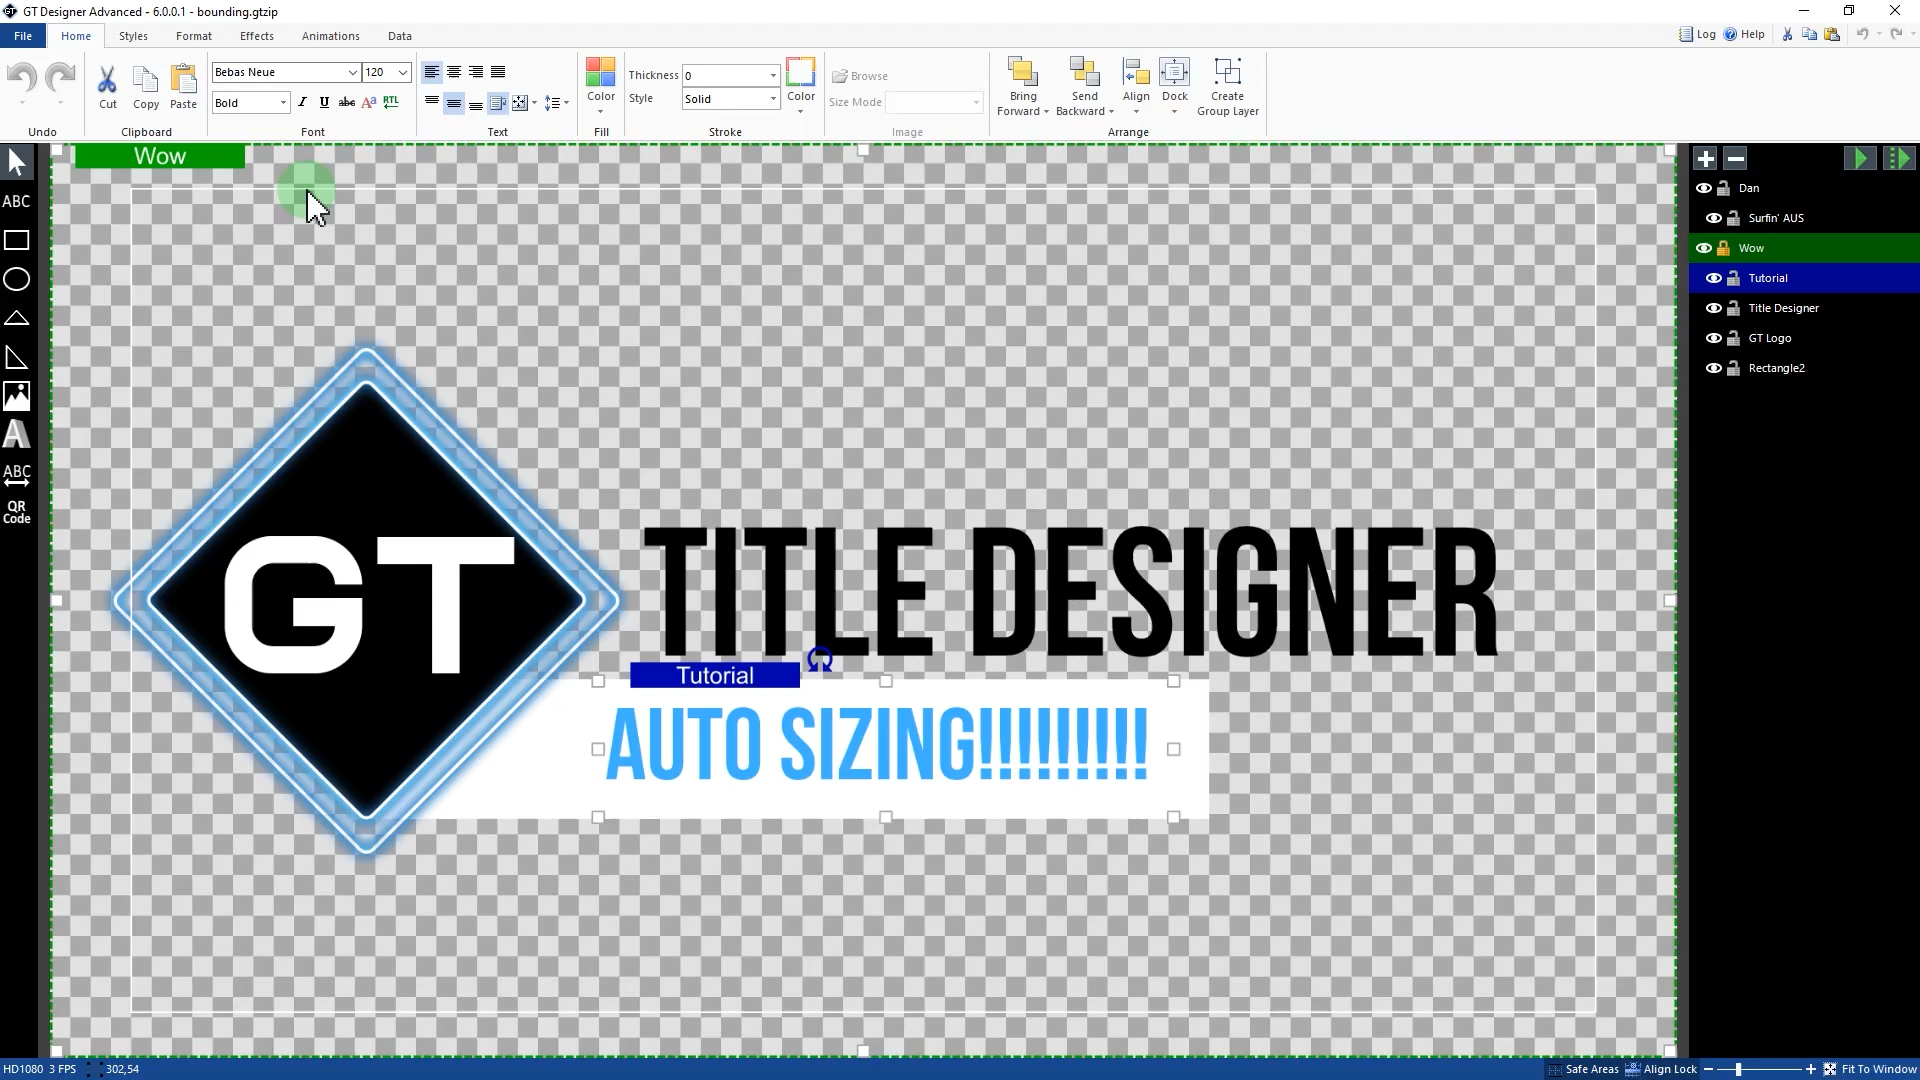 GT Designer Advanced - 6.0.0.1 - bounding.gtzip
File Home Styles Format Effects Animations Data
Log Help
Bebas Neue 120
Bold I U abc Aa RTL
Cut Copy Paste
Color
Thickness 0
Style Solid
Color
Browse
Size Mode
Bring Forward
Send Backward
Align
Dock
Create Group Layer
Undo Clipboard Font Text Fill Stroke Image Arrange
ABC
A
ABC
QR Code
Wow
GT
TITLE DESIGNER
Tutorial
AUTO SIZING!!!!!!!!!
Dan
Surfin' AUS
Wow
Tutorial
Title Designer
GT Logo
Rectangle2
HD1080 3 FPS 302,54
Safe Areas Align Lock Fit To Window